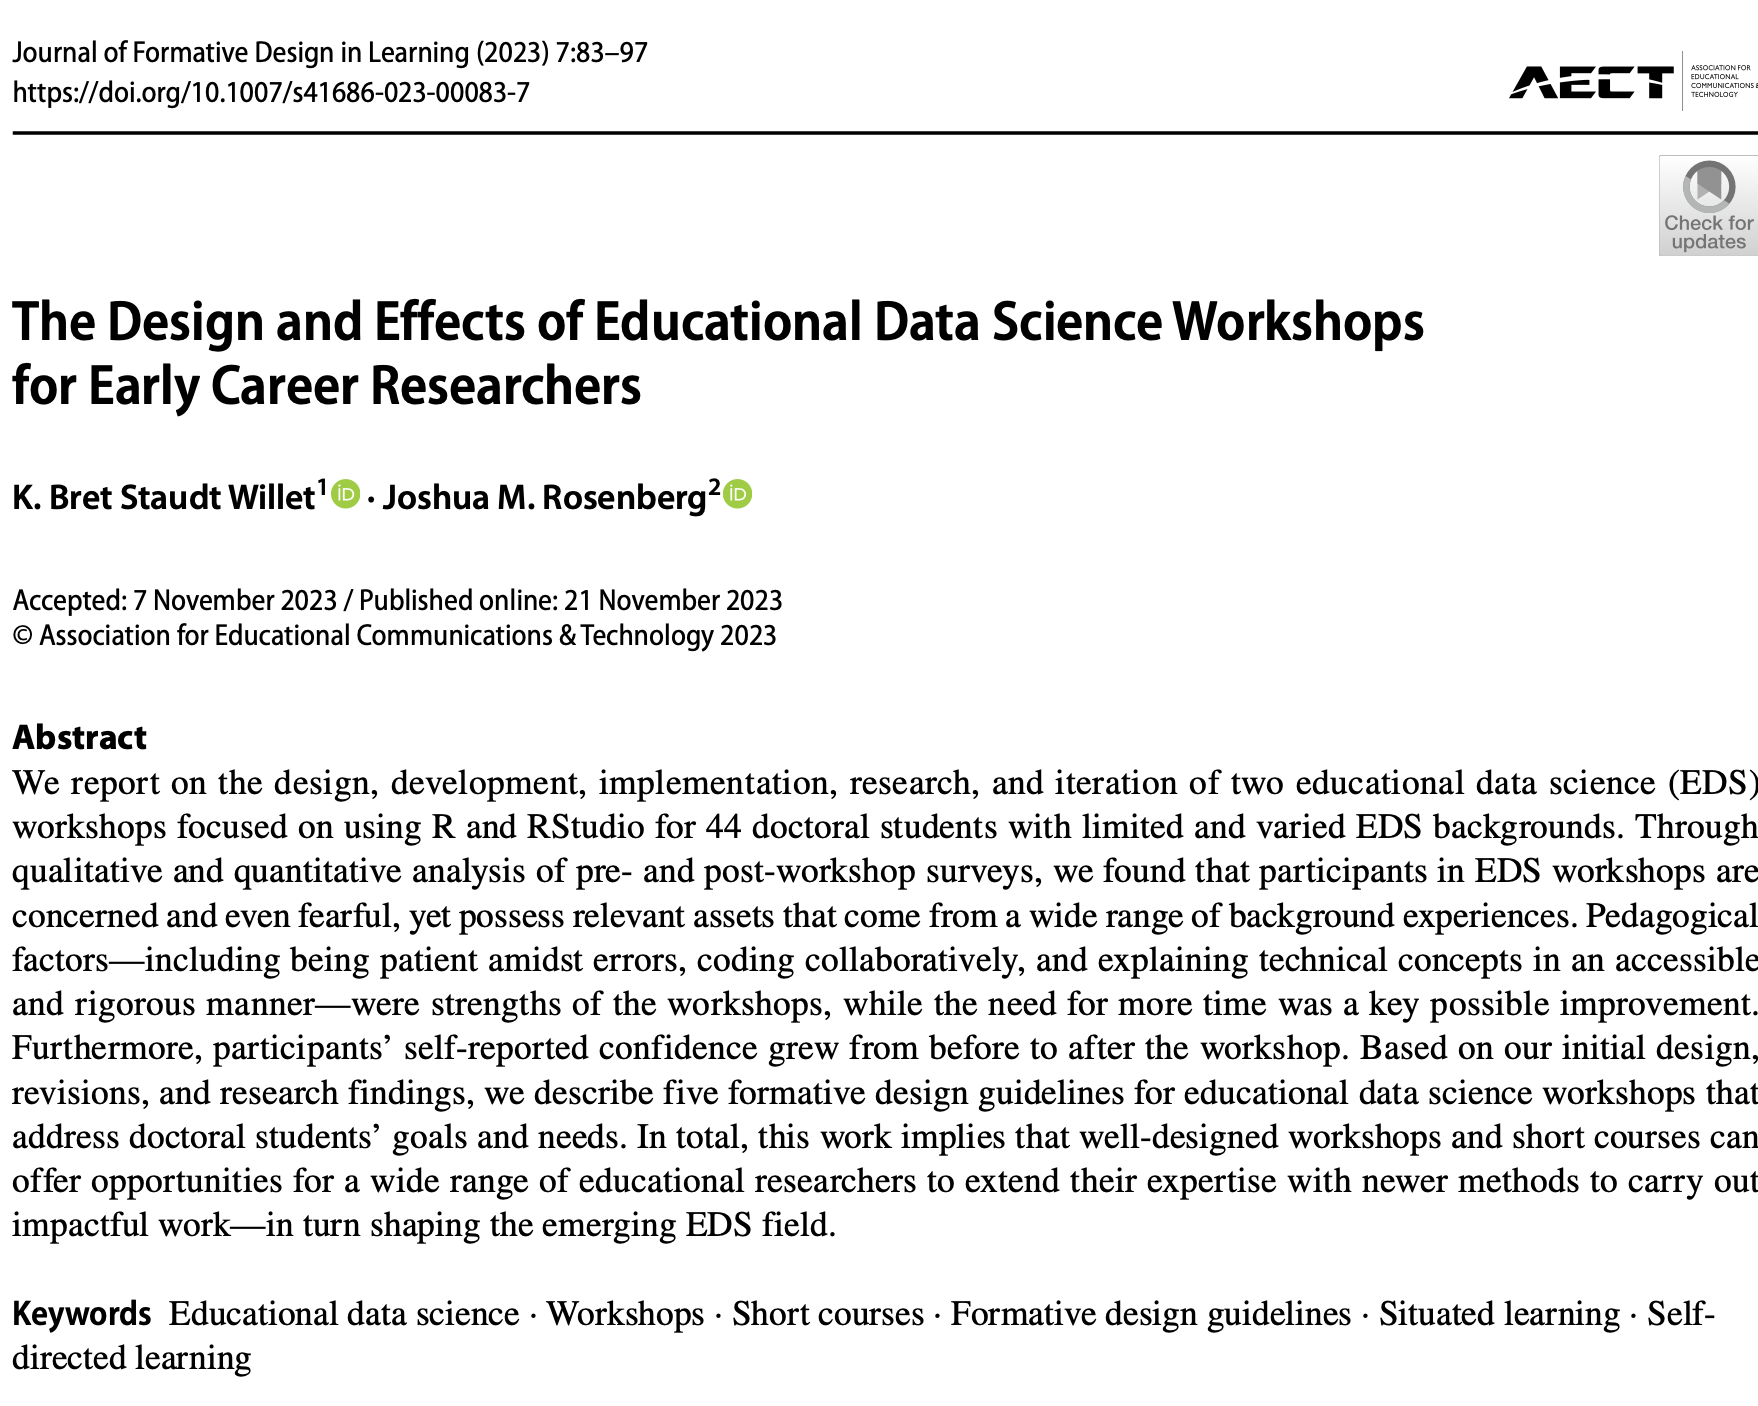 Journal of Formative Design in Learning (2023) 7:83–97
https://doi.org/10.1007/s41686-023-00083-7
AECT
ASSOCIATION FOR
EDUCATIONAL
COMMUNICATIONS &
TECHNOLOGY
Check for
updates
The Design and Effects of Educational Data Science Workshops
for Early Career Researchers
K. Bret Staudt Willet1 iD · Joshua M. Rosenberg2 iD
Accepted: 7 November 2023 / Published online: 21 November 2023
© Association for Educational Communications & Technology 2023
Abstract
We report on the design, development, implementation, research, and iteration of two educational data science (EDS)
workshops focused on using R and RStudio for 44 doctoral students with limited and varied EDS backgrounds. Through
qualitative and quantitative analysis of pre- and post-workshop surveys, we found that participants in EDS workshops are
concerned and even fearful, yet possess relevant assets that come from a wide range of background experiences. Pedagogical
factors—including being patient amidst errors, coding collaboratively, and explaining technical concepts in an accessible
and rigorous manner—were strengths of the workshops, while the need for more time was a key possible improvement.
Furthermore, participants’ self-reported confidence grew from before to after the workshop. Based on our initial design,
revisions, and research findings, we describe five formative design guidelines for educational data science workshops that
address doctoral students’ goals and needs. In total, this work implies that well-designed workshops and short courses can
offer opportunities for a wide range of educational researchers to extend their expertise with newer methods to carry out
impactful work—in turn shaping the emerging EDS field.
Keywords Educational data science · Workshops · Short courses · Formative design guidelines · Situated learning · Self-
directed learning